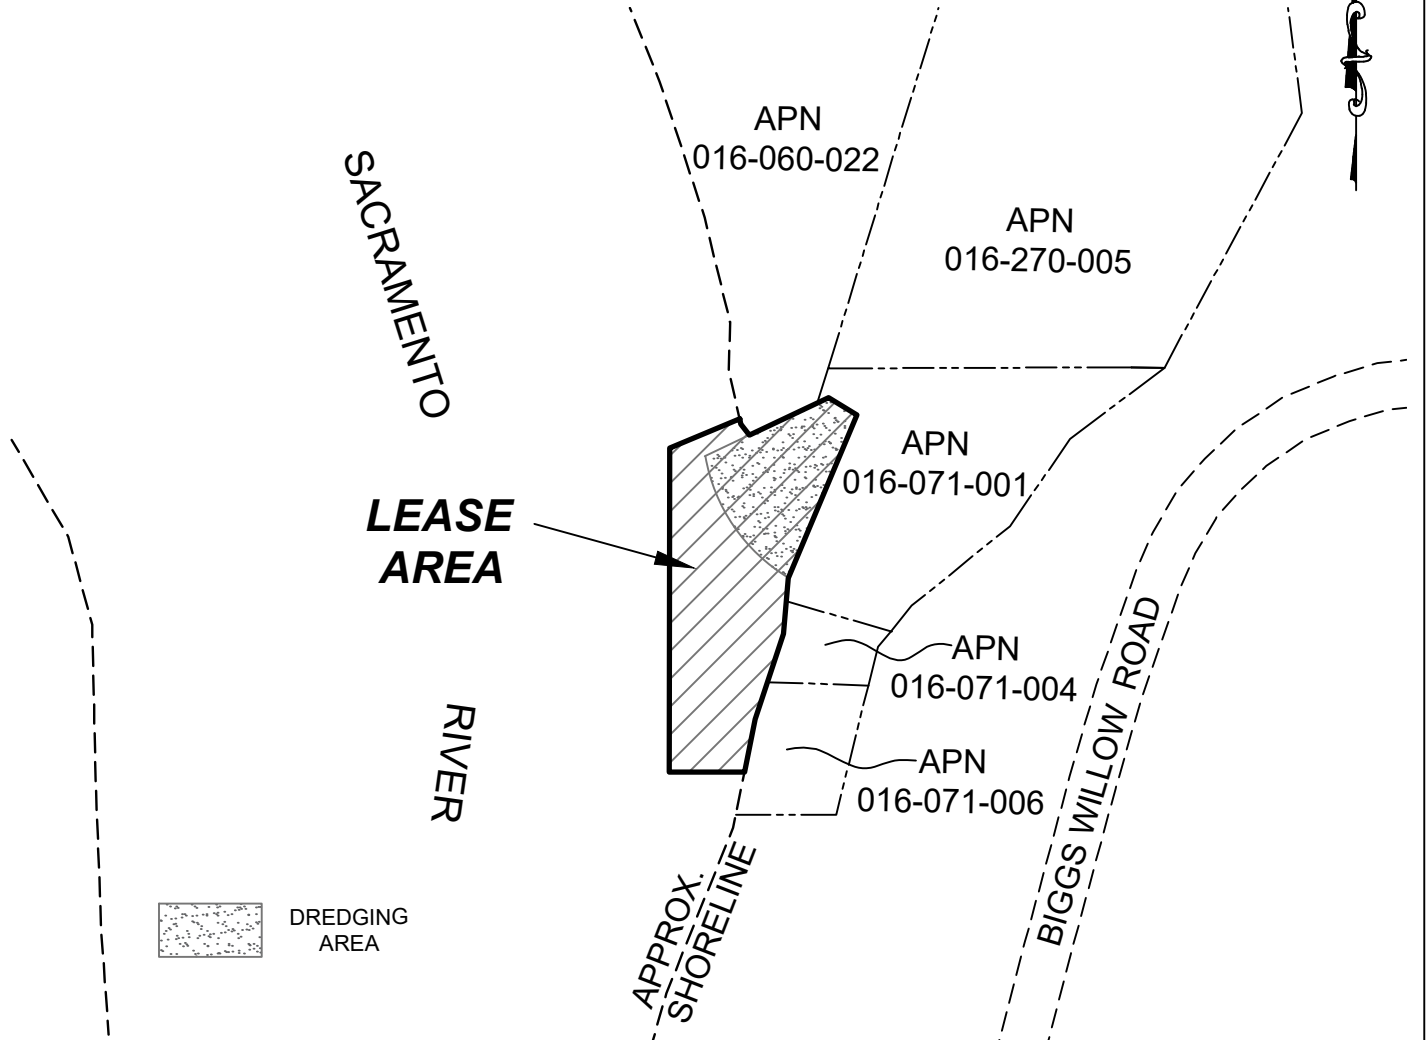 APN
016-060-022
SACRAMENTO
APN
016-270-005
APN
016-071-001
LEASE
AREA
APN
016-071-004
RIVER
APN
016-071-006
BIGGS WILLOW ROAD
APPROX.
SHORELINE
DREDGING
AREA